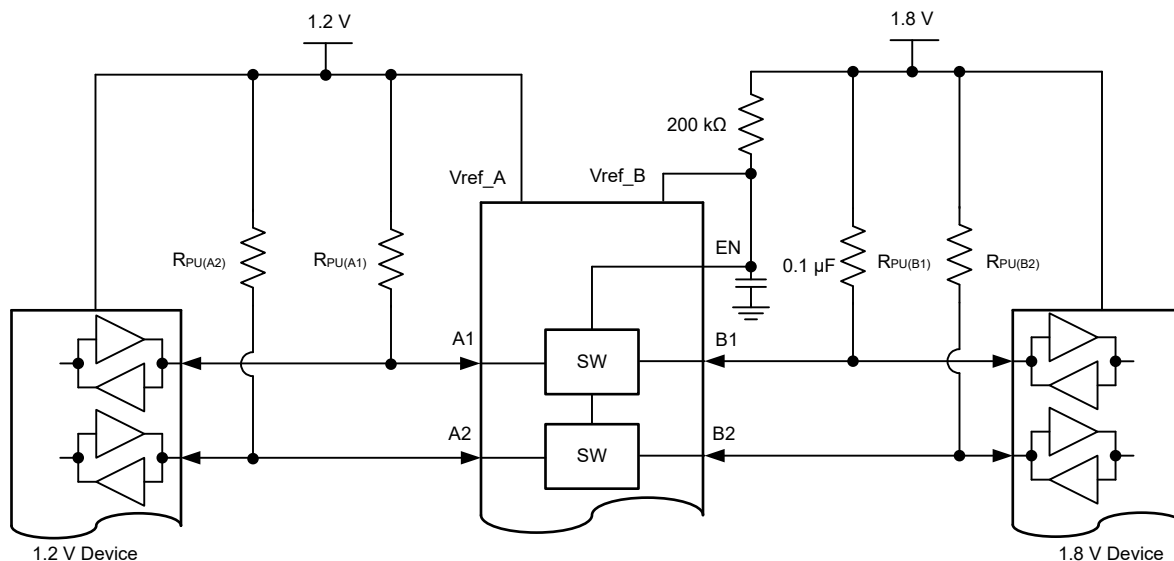 1.2 V
1.8 V
200 kΩ
Vref_A
Vref_B
EN
RPU(A2)
RPU(A1)
0.1 µF
RPU(B1)
RPU(B2)
A1
SW
B1
A2
SW
B2
1.2 V Device
1.8 V Device